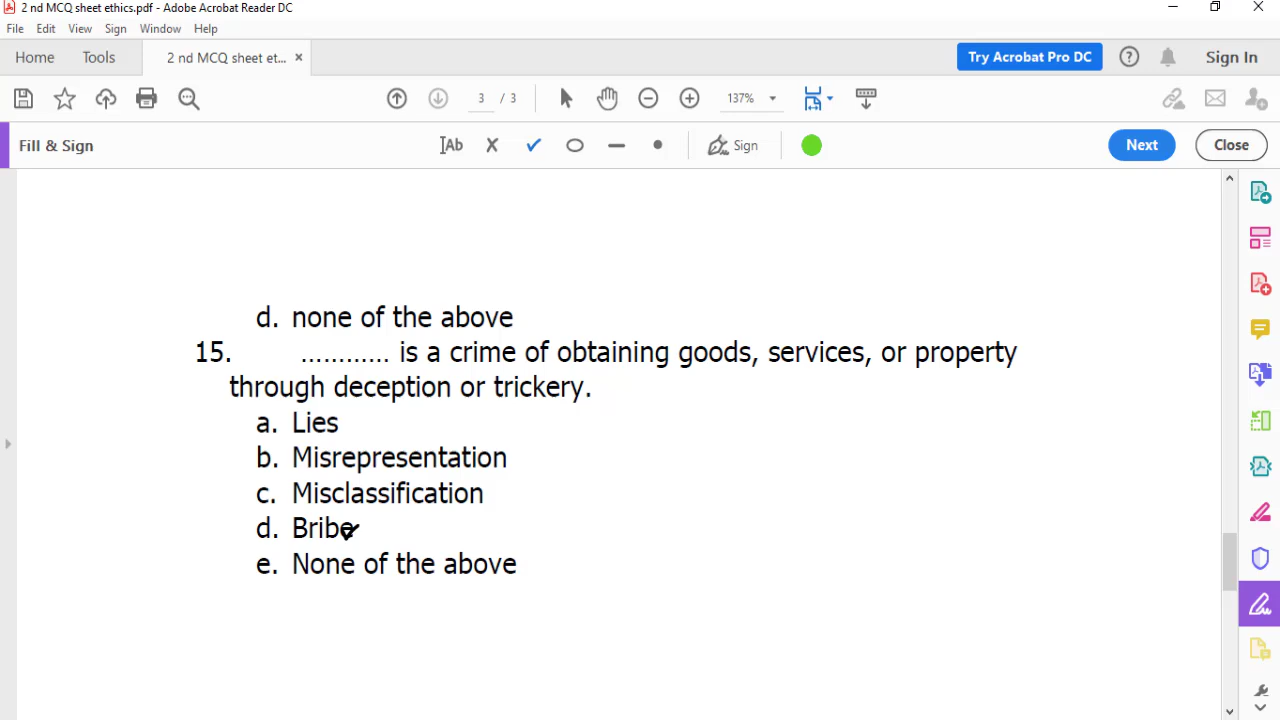 2 nd MCQ sheet ethics.pdf - Adobe Acrobat Reader DC
File Edit View Sign Window Help
Home Tools 2 nd MCQ sheet et... × Try Acrobat Pro DC Sign In
3 / 3 137%
Fill & Sign Ab Sign Next Close
d. none of the above
15. ………… is a crime of obtaining goods, services, or property
through deception or trickery.
a. Lies
b. Misrepresentation
c. Misclassification
d. Bribe
e. None of the above